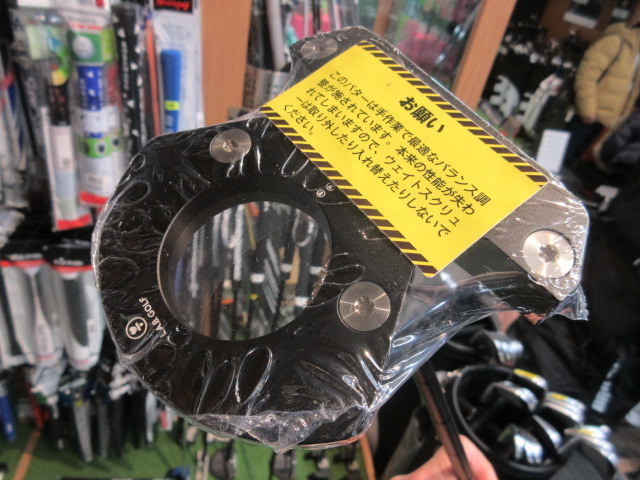 お願い
このパターは手作業で最適なバランス調
整が施されています。本来の性能が失わ
れてしまいますので、ウェイトスクリュ
ーは取り外したり入れ替えたりしないで
ください。
L.A.B. GOLF